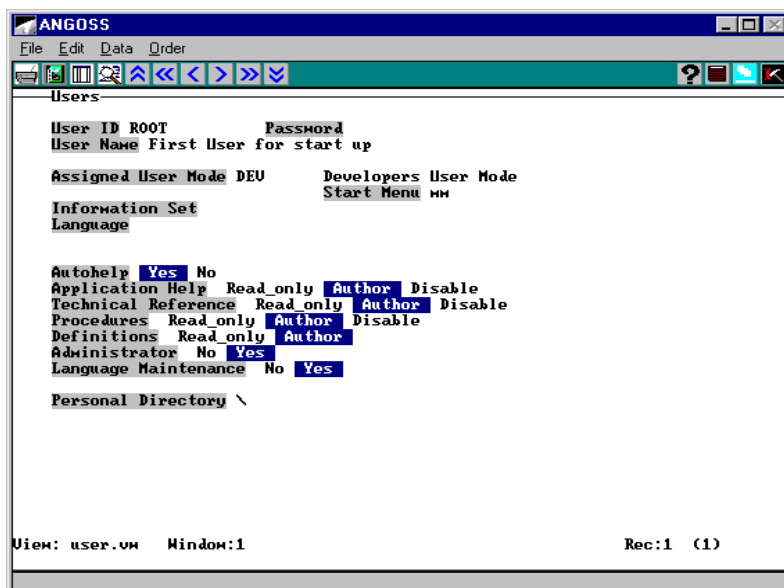 ANGOSS
File Edit Data Order
Users
User ID ROOT Password
User Name First User for start up
Assigned User Mode DEV Developers User Mode
Start Menu mm
Information Set
Language
Autohelp Yes No
Application Help Read_only Author Disable
Technical Reference Read_only Author Disable
Procedures Read_only Author Disable
Definitions Read_only Author
Administrator No Yes
Language Maintenance No Yes
Personal Directory \
View: user.vw Window:1 Rec:1 (1)